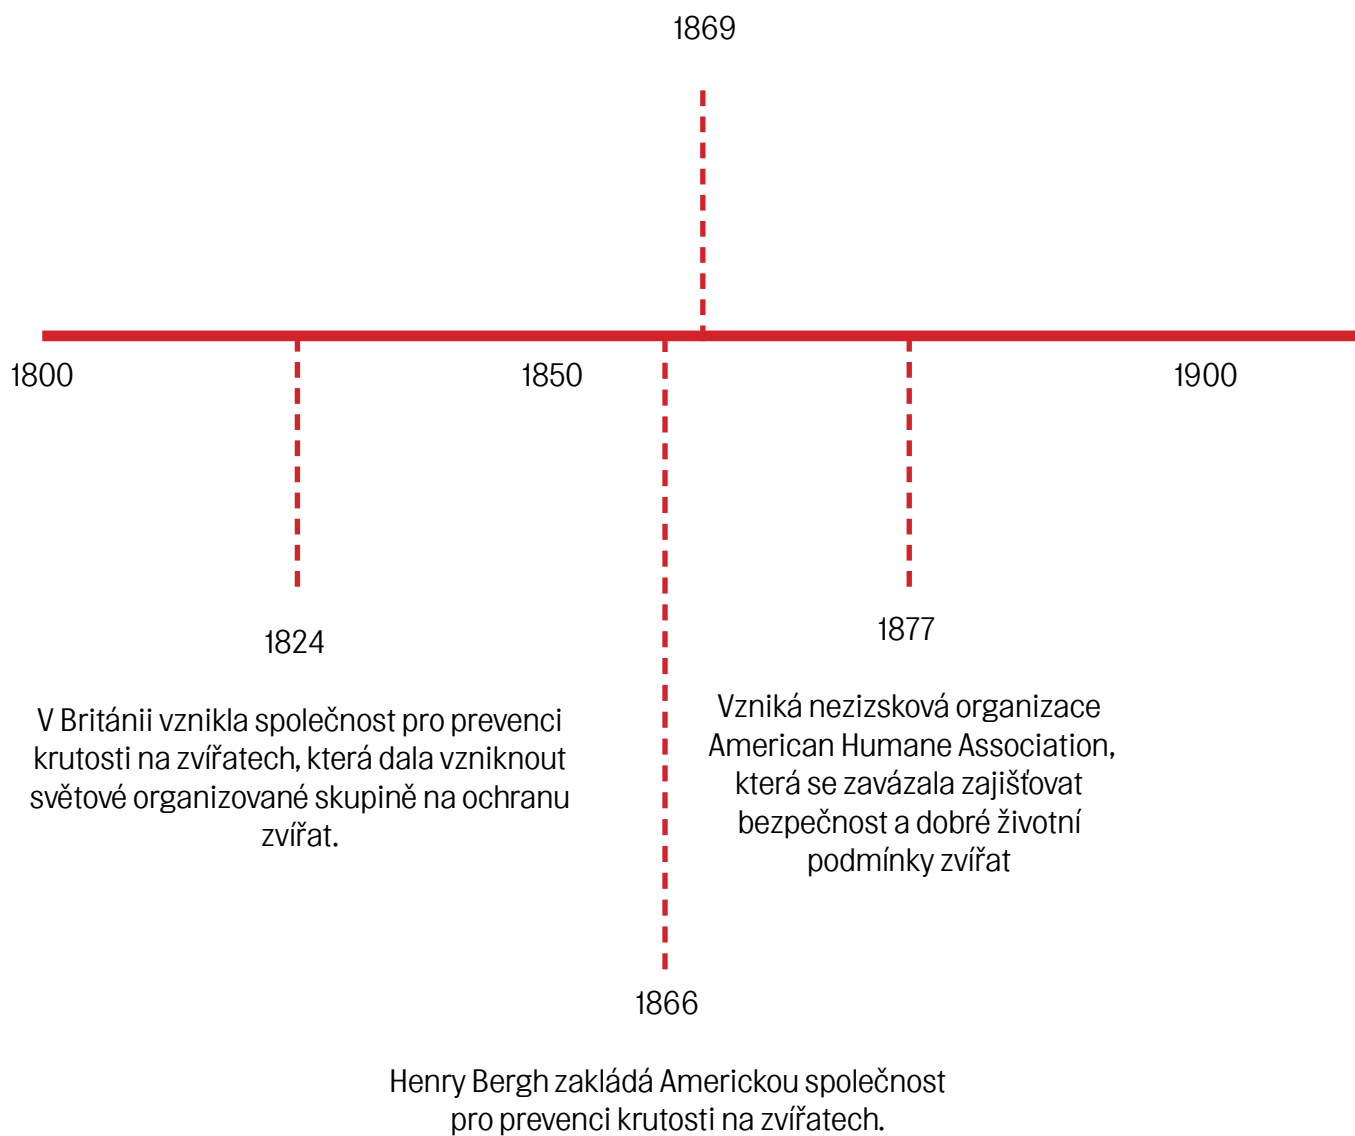 1869
1800
1850
1900
1824
V Británii vznikla společnost pro prevenci
krutosti na zvířatech, která dala vzniknout
světové organizované skupině na ochranu
zvířat.
1877
Vzniká nezizsková organizace
American Humane Association,
která se zavázala zajišťovat
bezpečnost a dobré životní
podmínky zvířat
1866
Henry Bergh zakládá Americkou společnost
pro prevenci krutosti na zvířatech.